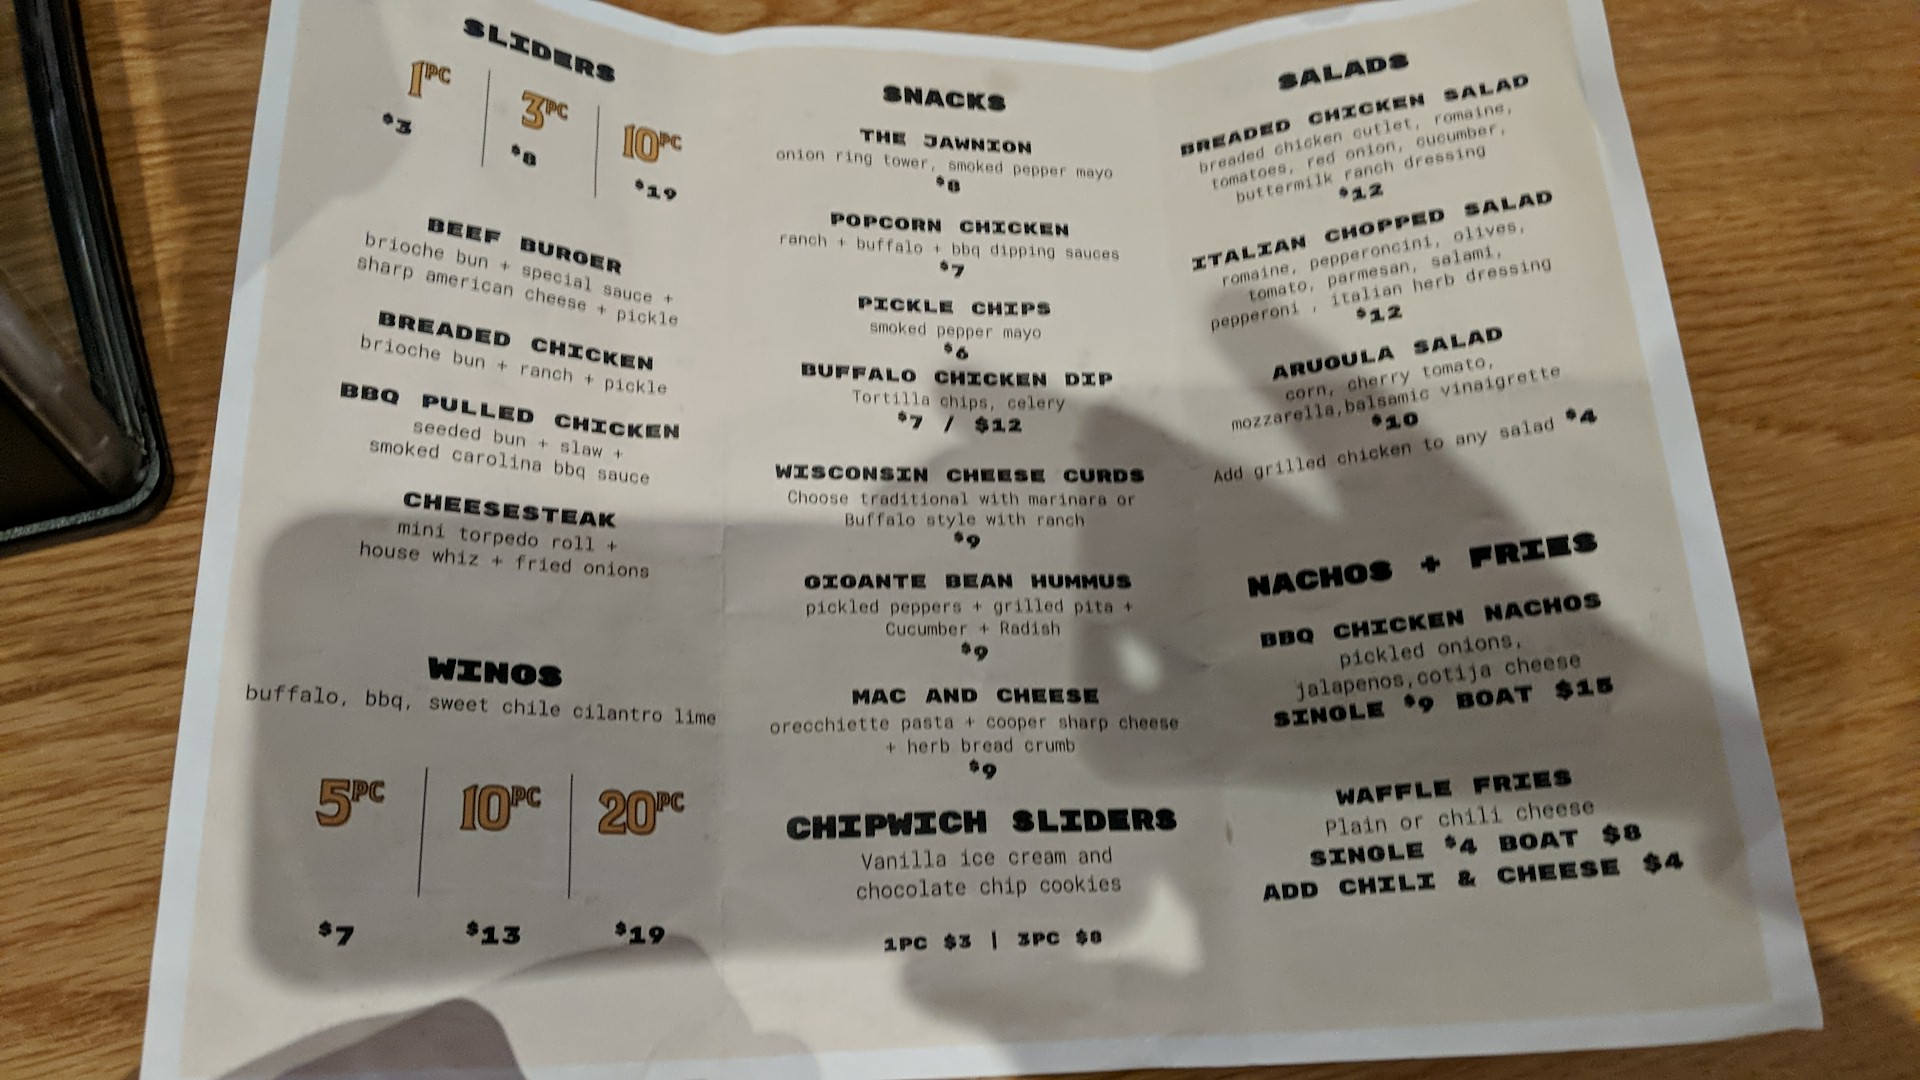 SLIDERS
1PC
3PC
10PC
$3
$8
$19
BEEF BURGER
brioche bun + special sauce +
sharp american cheese + pickle
BREADED CHICKEN
brioche bun + ranch + pickle
BBQ PULLED CHICKEN
seeded bun + slaw +
smoked carolina bbq sauce
CHEESESTEAK
mini torpedo roll +
house whiz + fried onions
WINGS
buffalo, bbq, sweet chile cilantro lime
5PC
10PC
20PC
$7
$13
$19
SNACKS
THE JAWNION
onion ring tower, smoked pepper mayo
$8
POPCORN CHICKEN
ranch + buffalo + bbq dipping sauces
$7
PICKLE CHIPS
smoked pepper mayo
$6
BUFFALO CHICKEN DIP
Tortilla chips, celery
$7 / $12
WISCONSIN CHEESE CURDS
Choose traditional with marinara or
Buffalo style with ranch
$9
GIGANTE BEAN HUMMUS
pickled peppers + grilled pita +
Cucumber + Radish
$9
MAC AND CHEESE
orecchiette pasta + cooper sharp cheese
+ herb bread crumb
$9
CHIPWICH SLIDERS
Vanilla ice cream and
chocolate chip cookies
1PC $3 | 3PC $8
SALADS
BREADED CHICKEN SALAD
breaded chicken cutlet, romaine,
tomatoes, red onion, cucumber,
buttermilk ranch dressing
$12
ITALIAN CHOPPED SALAD
romaine, pepperoncini, olives,
tomato, parmesan, salami,
pepperoni , italian herb dressing
$12
ARUGULA SALAD
corn, cherry tomato,
mozzarella,balsamic vinaigrette
$10
Add grilled chicken to any salad $4
NACHOS + FRIES
BBQ CHICKEN NACHOS
pickled onions,
jalapenos,cotija cheese
SINGLE $9 BOAT $15
WAFFLE FRIES
Plain or chili cheese
SINGLE $4 BOAT $8
ADD CHILI & CHEESE $4